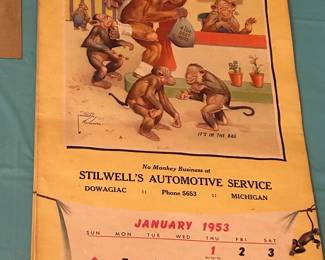 IT'S IN THE BAG
No Monkey Business at
STILWELL'S AUTOMOTIVE SERVICE
DOWAGIAC :: Phone 5653 :: MICHIGAN
JANUARY 1953
SUN MON TUE WED THU FRI SAT
1 2 3